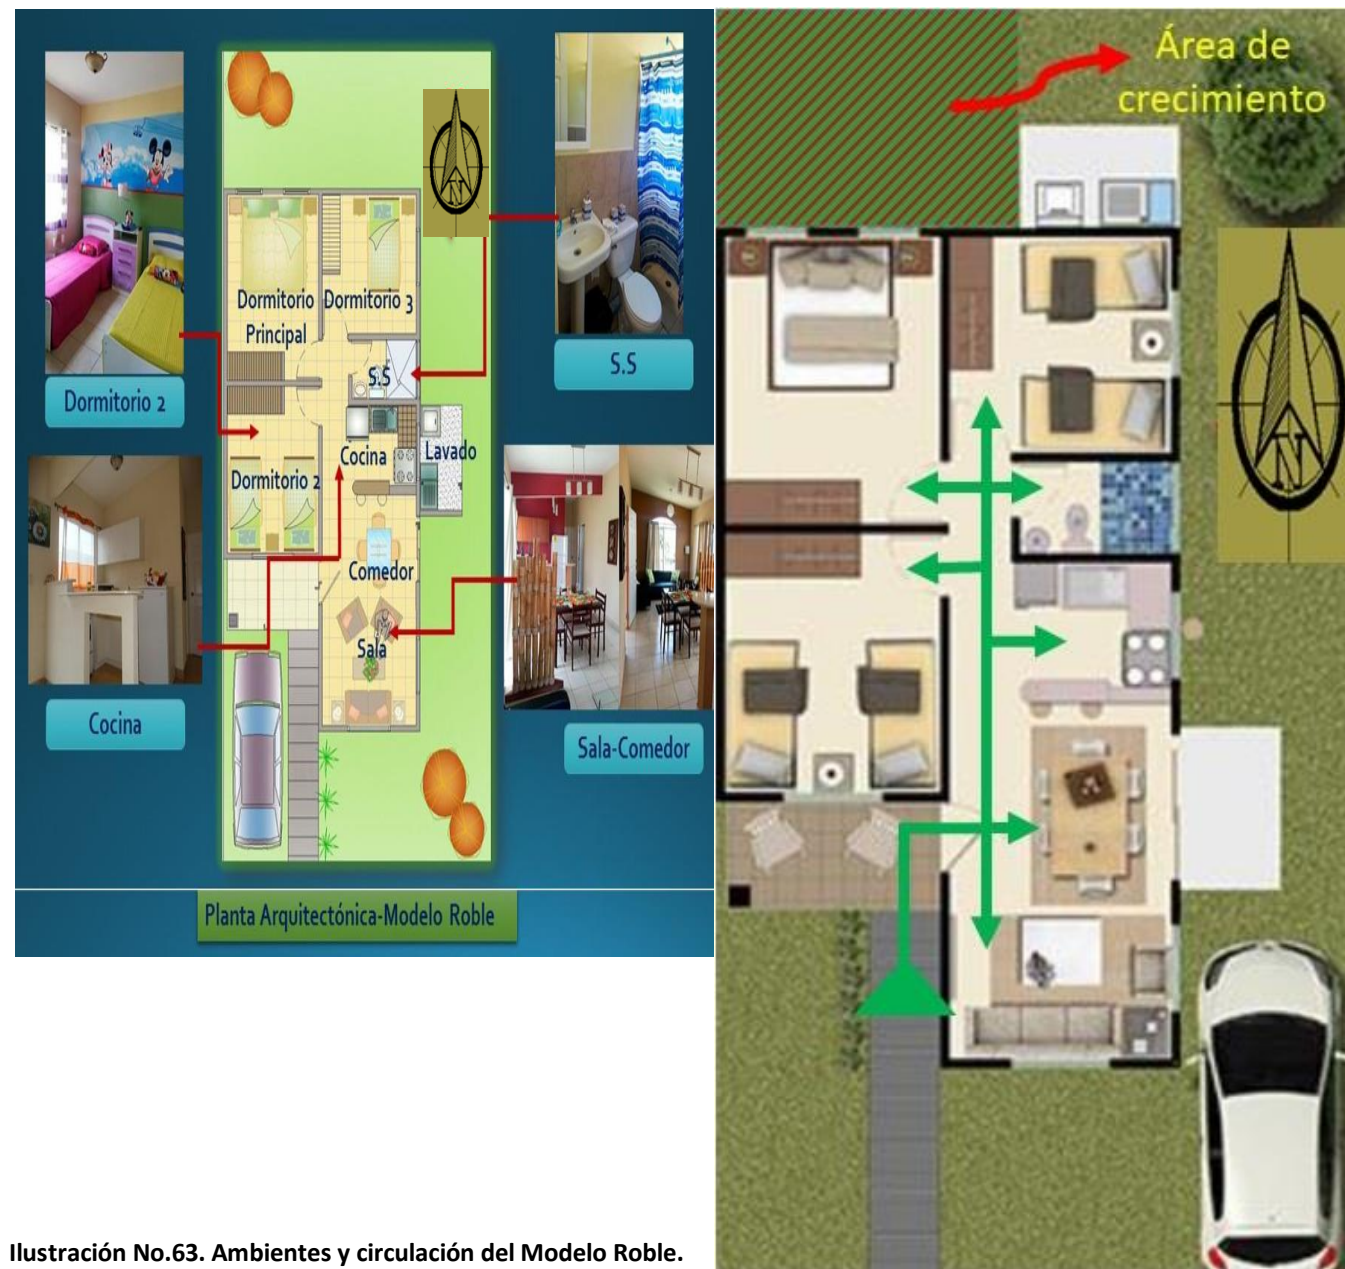 Dormitorio 2
Cocina
Dormitorio
Principal
Dormitorio 3
S.S
Cocina
Lavado
Dormitorio 2
Comedor
Sala
N
S.S
Sala-Comedor
Planta Arquitectónica-Modelo Roble
Área de
crecimiento
N
Ilustración No.63. Ambientes y circulación del Modelo Roble.